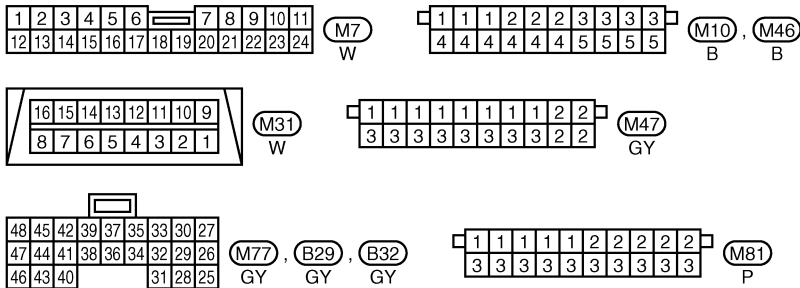 1 2 3 4 5 6 7 8 9 10 11
12 13 14 15 16 17 18 19 20 21 22 23 24
M7
W
1 1 1 2 2 2 3 3 3 3
4 4 4 4 4 4 5 5 5 5
M10 , M46
B B
16 15 14 13 12 11 10 9
8 7 6 5 4 3 2 1
M31
W
1 1 1 1 1 1 1 1 2 2
3 3 3 3 3 3 3 3 2 2
M47
GY
48 45 42 39 37 35 33 30 27
47 44 41 38 36 34 32 29 26
46 43 40 31 28 25
M77 , B29 , B32
GY GY GY
1 1 1 1 1 2 2 2 2 2
3 3 3 3 3 3 3 3 3 3
M81
P